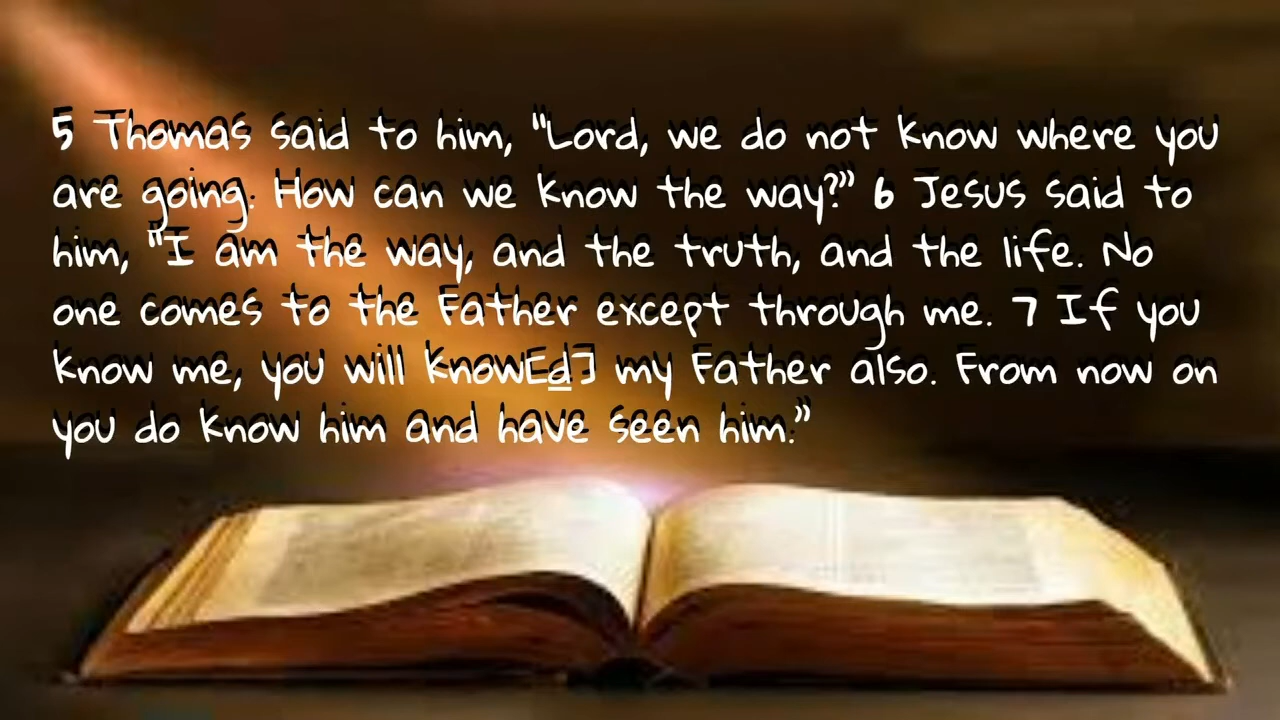 5 Thomas said to him, "Lord, we do not know where you
are going. How can we know the way?” 6 Jesus said to
him, "I am the way, and the truth, and the life. No
one comes to the Father except through me. 7 If you
know me, you will know[d] my Father also. From now on
you do know him and have seen him.”